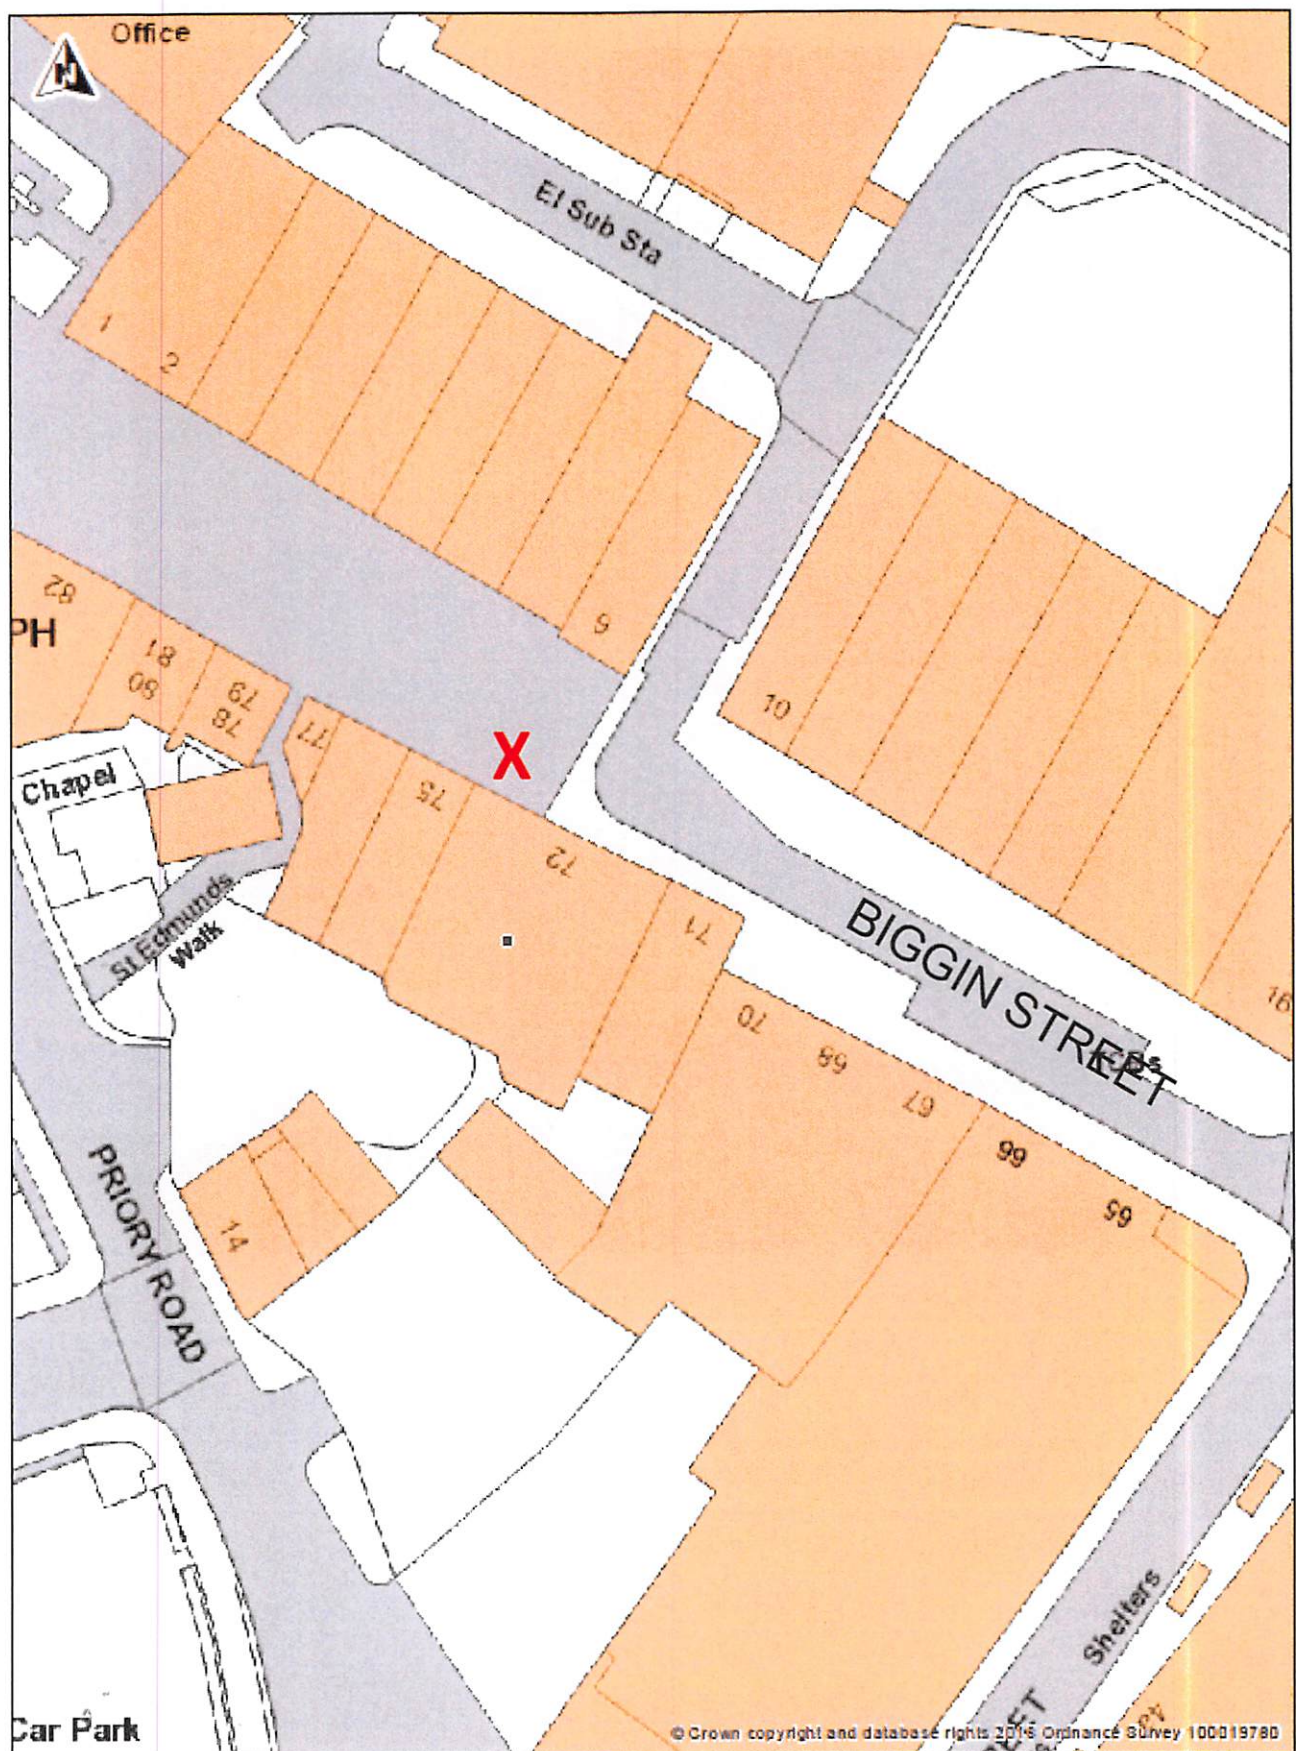 Office
N
El Sub Sta
1
2
9
82
PH
81
80
79
78
77
10
X
75
Chapel
72
71
St Edmunds
Walk
BIGGIN STREET
16
70
68
67
66
65
PRIORY ROAD
14
Shelters
Car Park
© Crown copyright and database rights 2016 Ordnance Survey 100019780